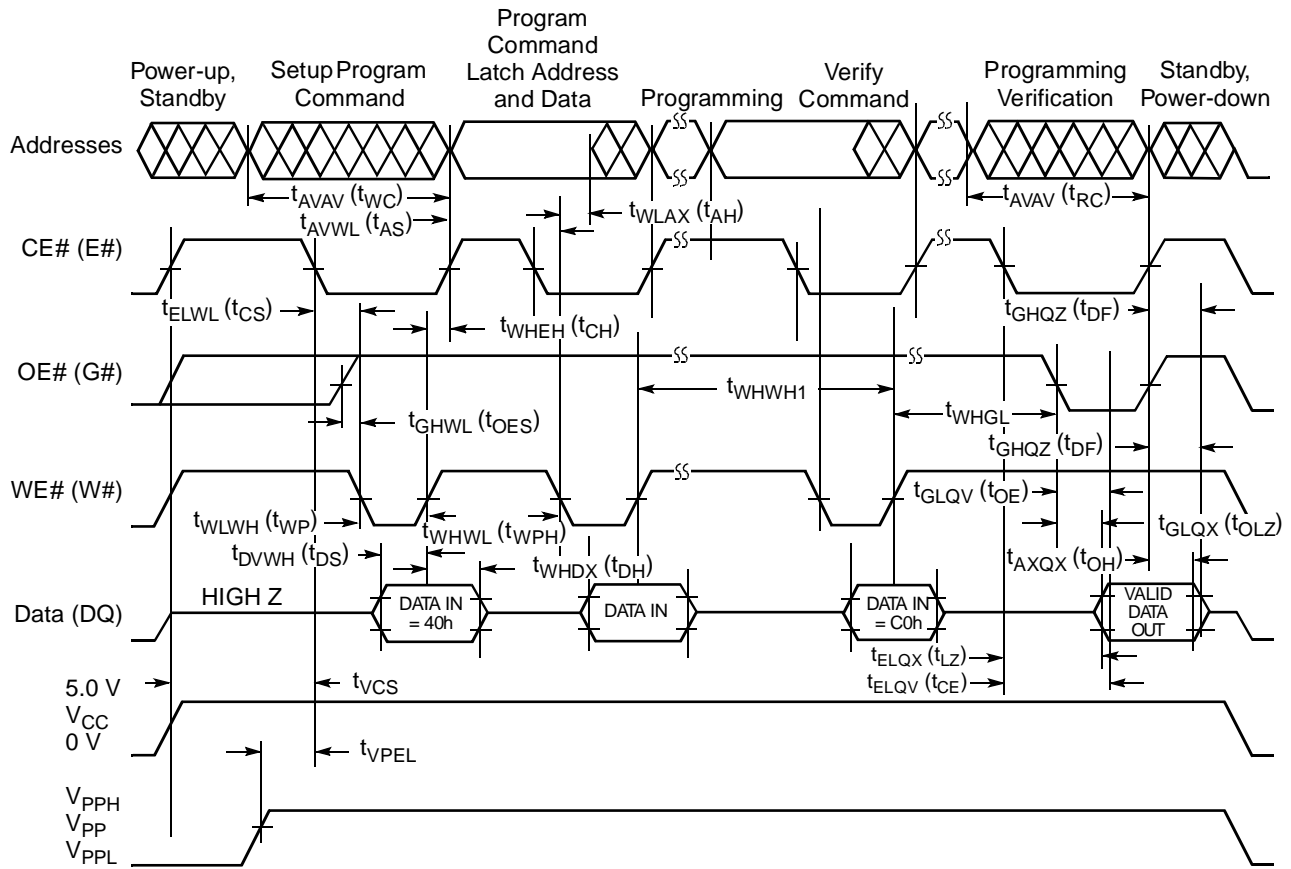 Power-up,
Standby
Setup Program
Command
Program
Command
Latch Address
and Data
Programming
Verify
Command
Programming
Verification
Standby,
Power-down
Addresses
tAVAV (tWC)
tAVWL (tAS)
tWLAX (tAH)
tAVAV (tRC)
CE# (E#)
tELWL (tCS)
tWHEH (tCH)
tGHQZ (tDF)
OE# (G#)
tWHWH1
tWHGL
tGHWL (tOES)
tGHQZ (tDF)
WE# (W#)
tGLQV (tOE)
tWLWH (tWP)
tWHWL (tWPH)
tGLQX (tOLZ)
tDVWH (tDS)
tWHDX (tDH)
tAXQX (tOH)
Data (DQ)
HIGH Z
DATA IN
= 40h
DATA IN
DATA IN
= C0h
VALID
DATA
OUT
tELQX (tLZ)
tELQV (tCE)
5.0 V
VCC
0 V
tVCS
tVPEL
VPPH
VPP
VPPL